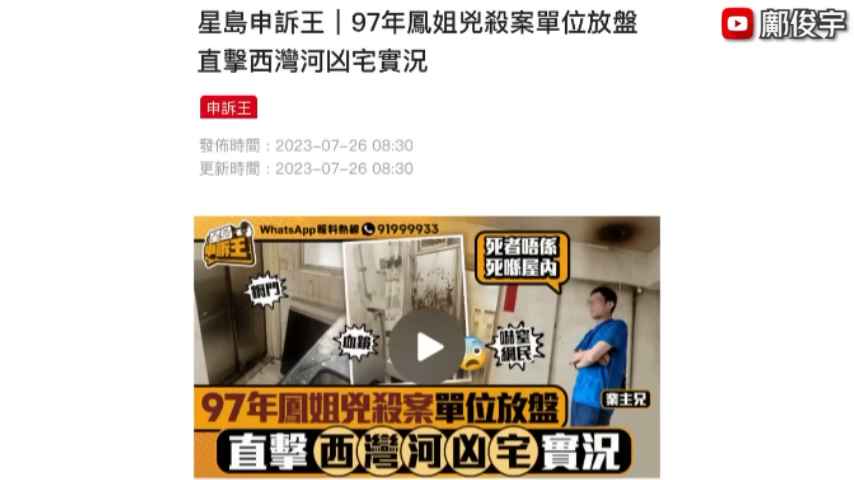 星島申訴王｜97年鳳姐兇殺案單位放盤
直擊西灣河凶宅實況
鄺俊宇
申訴王
發佈時間：2023-07-26 08:30
更新時間：2023-07-26 08:30
星島
申訴王
WhatsApp報料熱線 91999933
死者唔係
死喺屋內
鋼門
血鏡
嚇窒
網民
業主兄
97年鳳姐兇殺案單位放盤
直擊西灣河凶宅實況